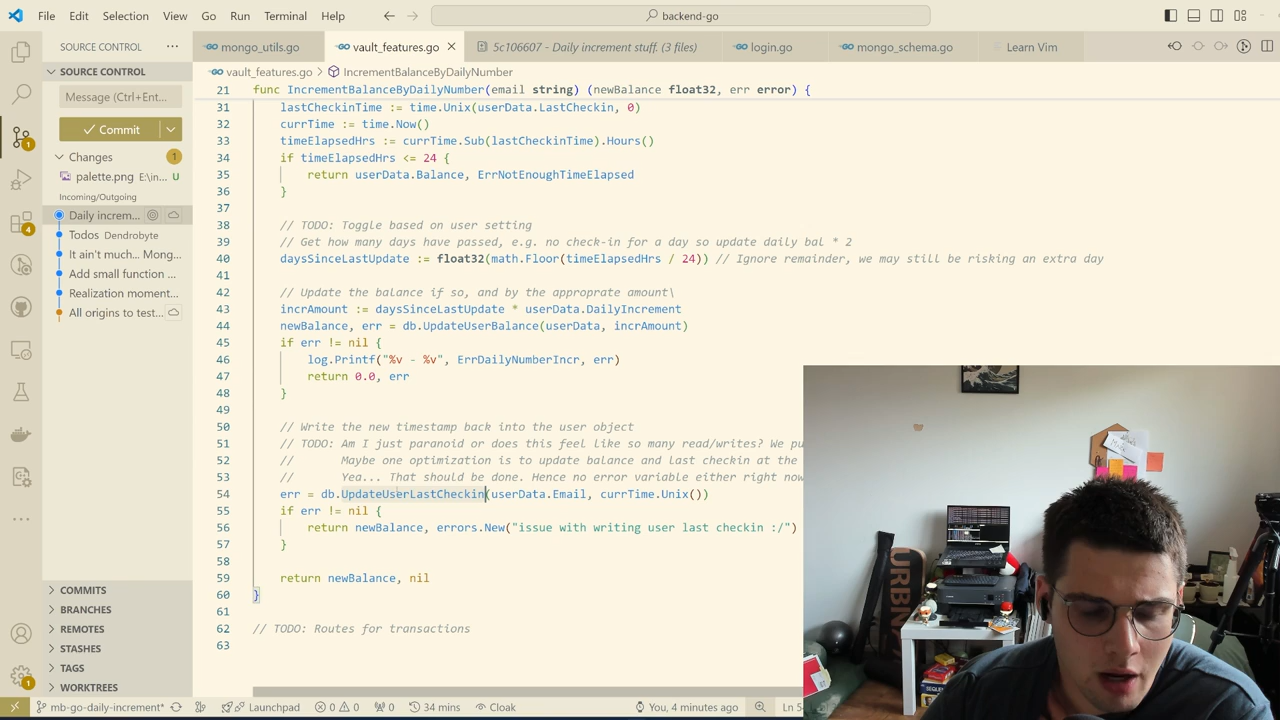 File Edit Selection View Go Run Terminal Help
backend-go
SOURCE CONTROL
mongo_utils.go
vault_features.go
5c106607 - Daily increment stuff. (3 files)
login.go
mongo_schema.go
Learn Vim
SOURCE CONTROL
vault_features.go > IncrementBalanceByDailyNumber
Message (Ctrl+Ent...
Commit
Changes 1
palette.png E:\in... U
Incoming/Outgoing
Daily increm...
Todos Dendrobyte
It ain't much... Mong...
Add small function ...
Realization moment...
All origins to test...
COMMITS
BRANCHES
REMOTES
STASHES
TAGS
WORKTREES
21 func IncrementBalanceByDailyNumber(email string) (newBalance float32, err error) {
31 lastCheckinTime := time.Unix(userData.LastCheckin, 0)
32 currTime := time.Now()
33 timeElapsedHrs := currTime.Sub(lastCheckinTime).Hours()
34 if timeElapsedHrs <= 24 {
35 return userData.Balance, ErrNotEnoughTimeElapsed
36 }
37
38 // TODO: Toggle based on user setting
39 // Get how many days have passed, e.g. no check-in for a day so update daily bal * 2
40 daysSinceLastUpdate := float32(math.Floor(timeElapsedHrs / 24)) // Ignore remainder, we may still be risking an extra day
41
42 // Update the balance if so, and by the approprate amount\
43 incrAmount := daysSinceLastUpdate * userData.DailyIncrement
44 newBalance, err = db.UpdateUserBalance(userData, incrAmount)
45 if err != nil {
46 log.Printf("%v - %v", ErrDailyNumberIncr, err)
47 return 0.0, err
48 }
49
50 // Write the new timestamp back into the user object
51 // TODO: Am I just paranoid or does this feel like so many read/writes? We pu
52 // Maybe one optimization is to update balance and last checkin at the
53 // Yea... That should be done. Hence no error variable either right now
54 err = db.UpdateUserLastCheckin(userData.Email, currTime.Unix())
55 if err != nil {
56 return newBalance, errors.New("issue with writing user last checkin :/")
57 }
58
59 return newBalance, nil
60 }
61
62 // TODO: Routes for transactions
63
mb-go-daily-increment* Launchpad 0 0 0 34 mins Cloak You, 4 minutes ago